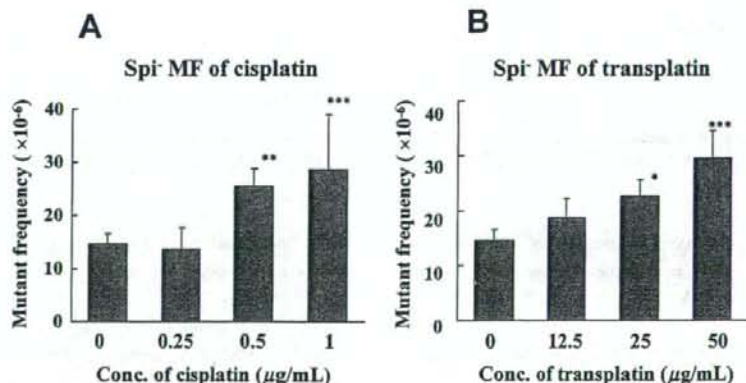 A
Spi- MF of cisplatin
Mutant frequency ( ×10-6)
40
30
20
10
0
**
***
0 0.25 0.5 1
Conc. of cisplatin (µg/mL)
B
Spi- MF of transplatin
Mutant frequency ( ×10-6)
40
30
20
10
0
*
***
0 12.5 25 50
Conc. of transplatin (µg/mL)